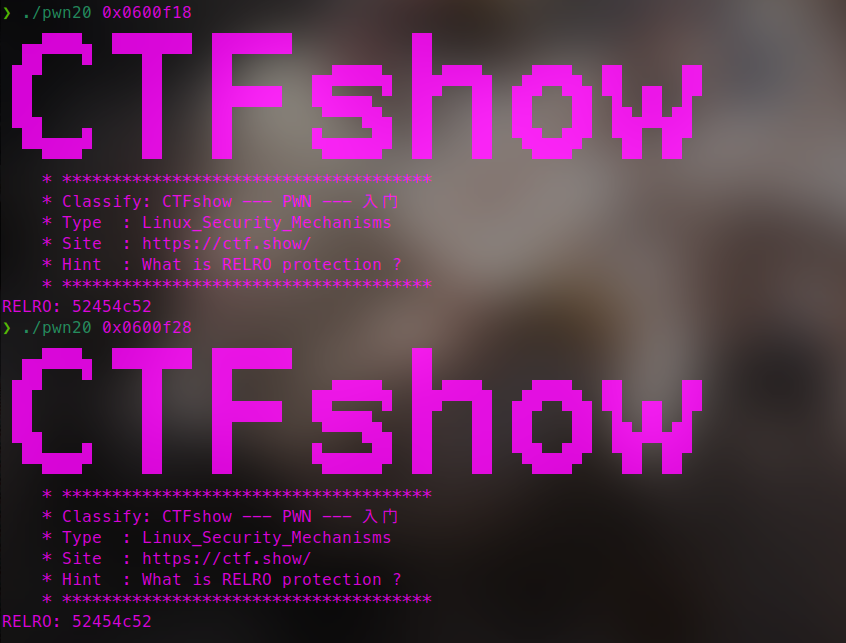 ❯ ./pwn20 0x0600f18
CTFshow
* *************************************
* Classify: CTFshow --- PWN --- 入门
* Type  : Linux_Security_Mechanisms
* Site  : https://ctf.show/
* Hint  : What is RELRO protection ?
* *************************************
RELRO: 52454c52
❯ ./pwn20 0x0600f28
CTFshow
* *************************************
* Classify: CTFshow --- PWN --- 入门
* Type  : Linux_Security_Mechanisms
* Site  : https://ctf.show/
* Hint  : What is RELRO protection ?
* *************************************
RELRO: 52454c52